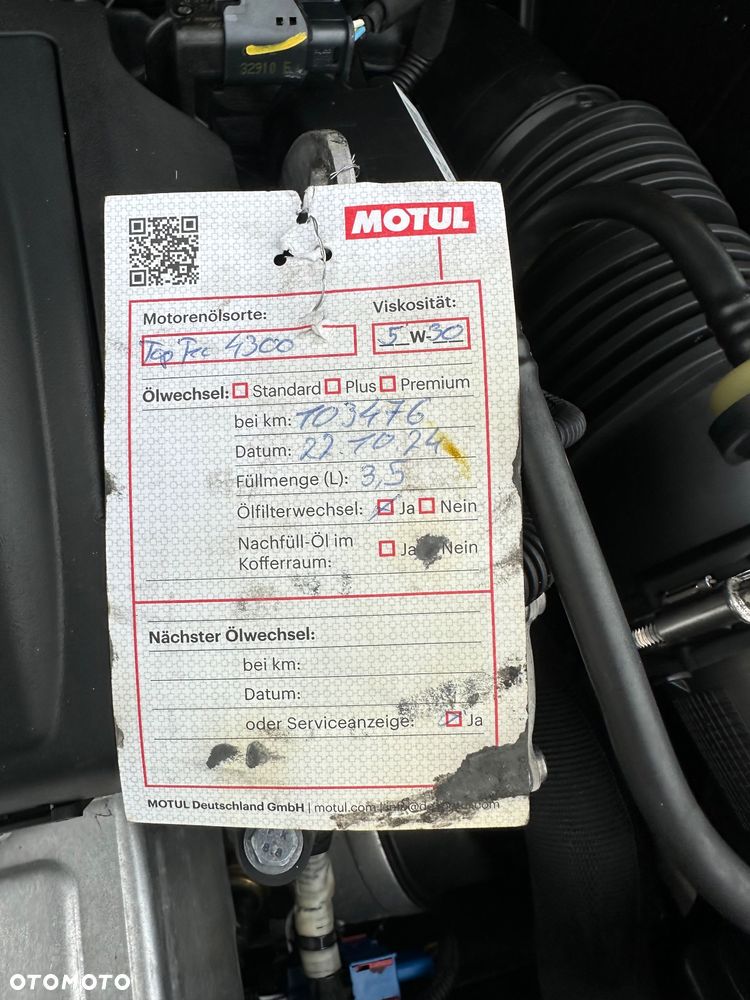 32910 E
MOTUL
Motorenölsorte:
Viskosität:
Top Tec 4300
5 W-30
Ölwechsel: Standard Plus Premium
bei km: 103476
Datum: 22.10.24
Füllmenge (L): 3,5
Ölfilterwechsel: Ja Nein
Nachfüll-Öl im
Kofferraum: Ja Nein
Nächster Ölwechsel:
bei km:
Datum:
oder Serviceanzeige: Ja
MOTUL Deutschland GmbH | motul.com |
8.8
OTOMOTO